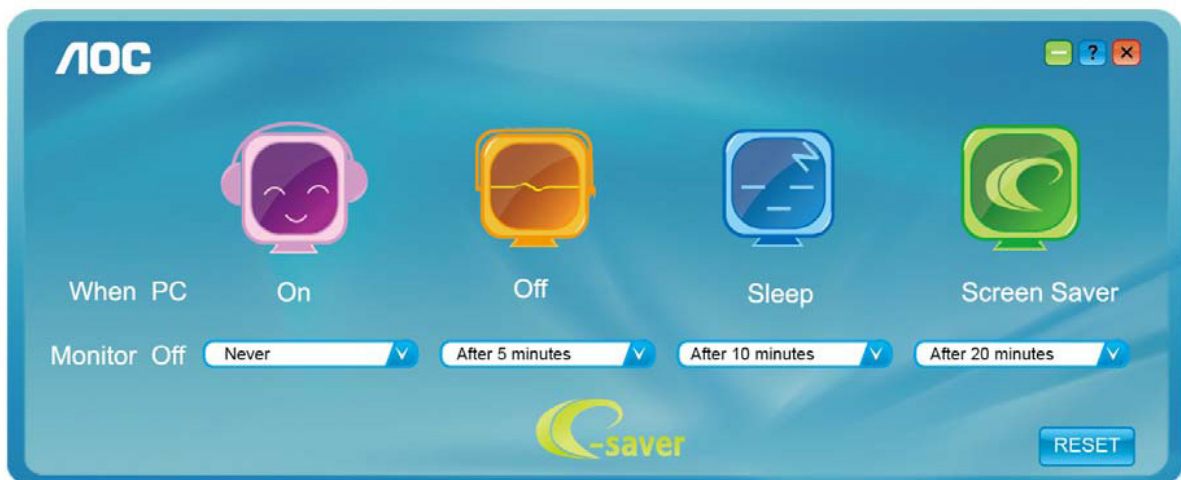 AOC
?
When PC On Off Sleep Screen Saver
Monitor Off Never After 5 minutes After 10 minutes After 20 minutes
e-saver
RESET